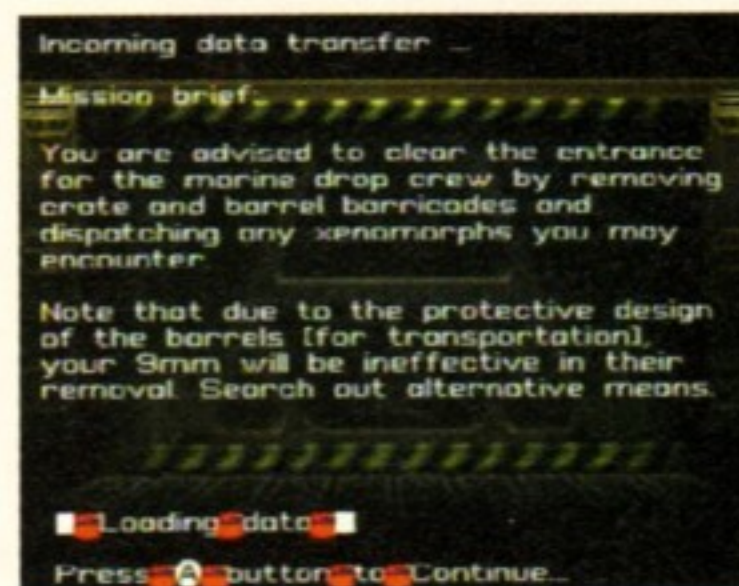 Incoming data transfer ...
Mission brief:
You are advised to clear the entrance
for the marine drop crew by removing
crate and barrel barricades and
dispatching any xenomorphs you may
encounter.
Note that due to the protective design
of the barrels [for transportation],
your 9mm will be ineffective in their
removal. Search out alternative means.
Loading data
Press A button to Continue...